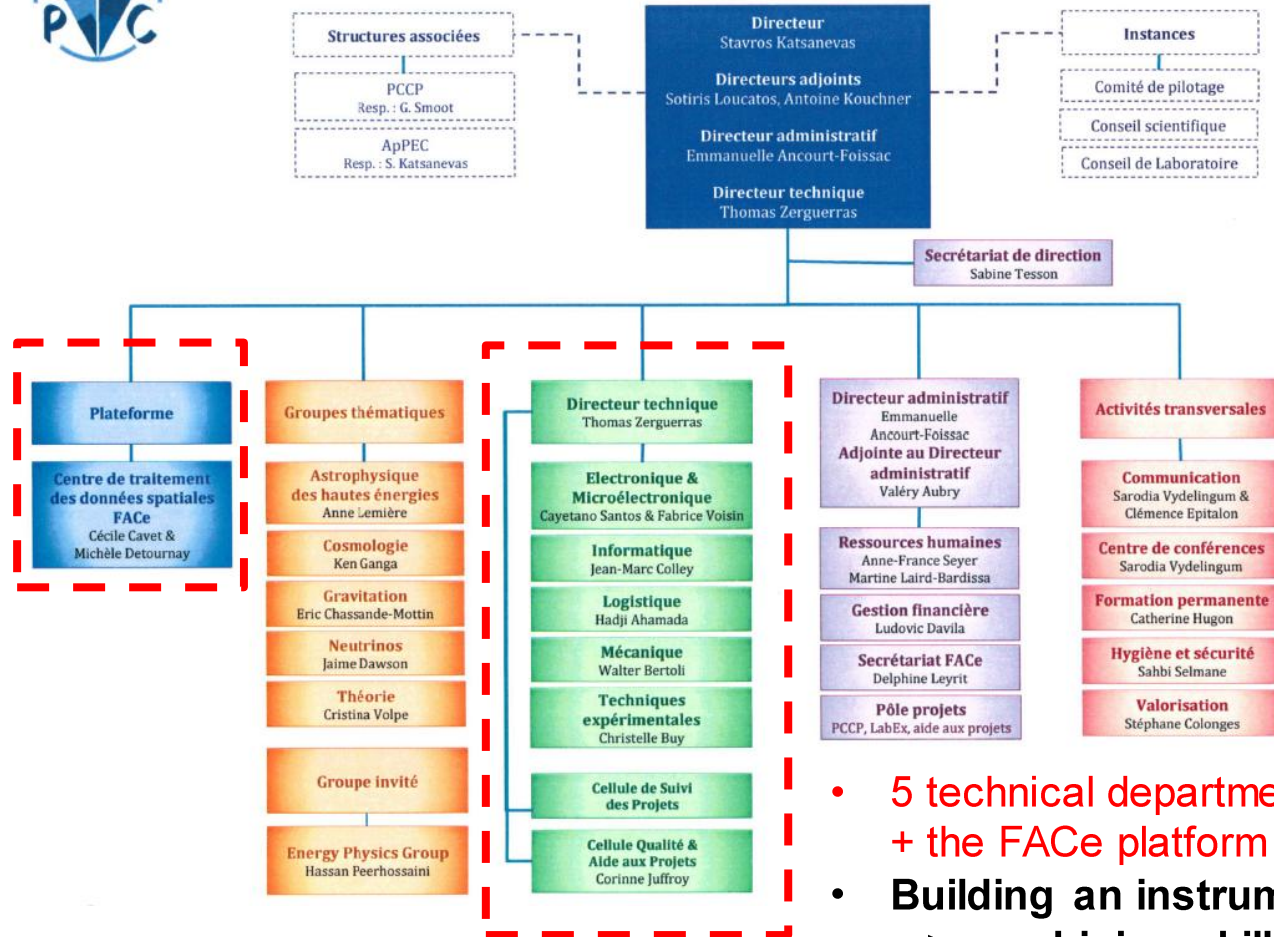 P C
Structures associées
PCCP
Resp. : G. Smoot
ApPEC
Resp. : S. Katsanevas
Directeur
Stavros Katsanevas
Directeurs adjoints
Sotiris Loucatos, Antoine Kouchner
Directeur administratif
Emmanuelle Ancourt-Foissac
Directeur technique
Thomas Zerguerras
Instances
Comité de pilotage
Conseil scientifique
Conseil de Laboratoire
Secrétariat de direction
Sabine Tesson
Plateforme
Centre de traitement
des données spatiales
FACe
Cécile Cavet &
Michèle Detournay
Groupes thématiques
Astrophysique
des hautes énergies
Anne Lemière
Cosmologie
Ken Ganga
Gravitation
Eric Chassande-Mottin
Neutrinos
Jaime Dawson
Théorie
Cristina Volpe
Groupe invité
Energy Physics Group
Hassan Peerhossaini
Directeur technique
Thomas Zerguerras
Electronique &
Microélectronique
Cayetano Santos & Fabrice Voisin
Informatique
Jean-Marc Colley
Logistique
Hadji Ahamada
Mécanique
Walter Bertoli
Techniques
expérimentales
Christelle Buy
Cellule de Suivi
des Projets
Cellule Qualité &
Aide aux Projets
Corinne Juffroy
Directeur administratif
Emmanuelle
Ancourt-Foissac
Adjointe au Directeur
administratif
Valéry Aubry
Ressources humaines
Anne-France Seyer
Martine Laird-Bardissa
Gestion financière
Ludovic Davila
Secrétariat FACe
Delphine Leyrit
Pôle projets
PCCP, LabEx, aide aux projets
Activités transversales
Communication
Sarodia Vydelingum &
Clémence Epitalon
Centre de conférences
Sarodia Vydelingum
Formation permanente
Catherine Hugon
Hygiène et sécurité
Sahbi Selmane
Valorisation
Stéphane Colonges
• 5 technical departme
+ the FACe platform
• Building an instrum